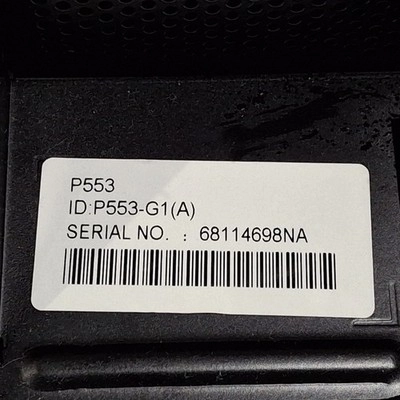 P553
ID:P553-G1(A)
SERIAL NO. : 68114698NA